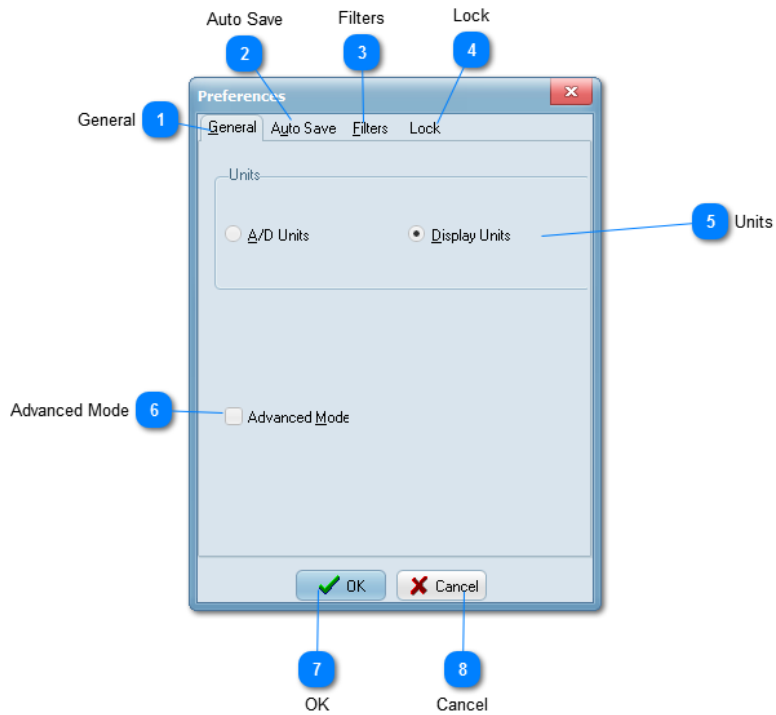 Auto Save
Filters
Lock
2
3
4
Preferences
General
1
General Auto Save Filters Lock
Units
A/D Units
Display Units
5
Units
Advanced Mode
6
Advanced Mode
OK
Cancel
7
8
OK
Cancel